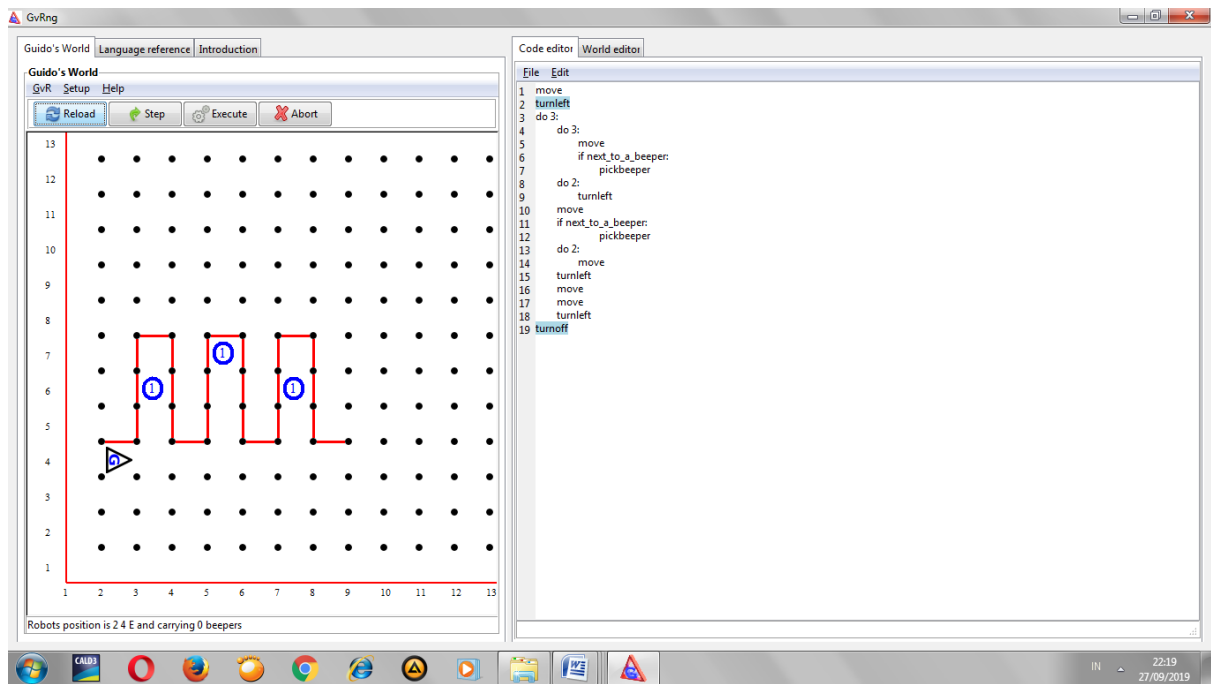 GvRng
Guido's World Language reference Introduction
Guido's World
GvR Setup Help
Reload Step Execute Abort
13
12
11
10
9
8
7
6
5
4
3
2
1
1
1
1
G
1 2 3 4 5 6 7 8 9 10 11 12 13
Robots position is 2 4 E and carrying 0 beepers
Code editor World editor
File Edit
1 move
2 turnleft
3 do 3:
4 do 3:
5 move
6 if next_to_a_beeper:
7 pickbeeper
8 do 2:
9 turnleft
10 move
11 if next_to_a_beeper:
12 pickbeeper
13 do 2:
14 move
15 turnleft
16 move
17 move
18 turnleft
19 turnoff
CALD3
IN 22:19
27/09/2019